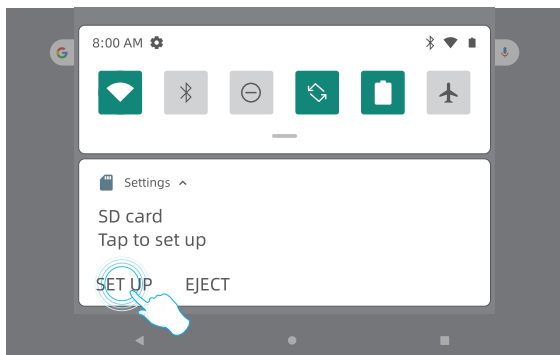 8:00 AM
G
Settings
SD card
Tap to set up
SET UP EJECT